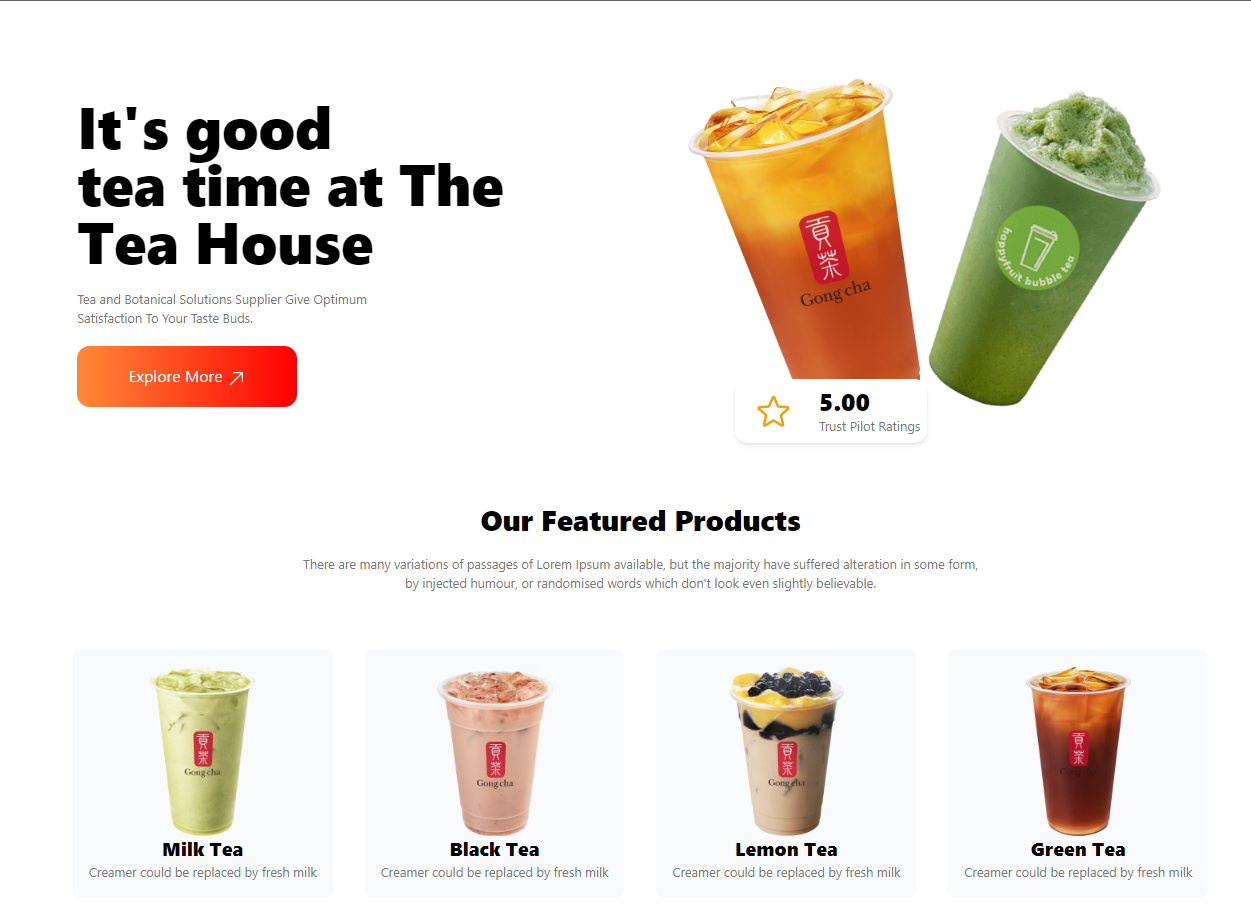 It's good
tea time at The
Tea House
Tea and Botanical Solutions Supplier Give Optimum
Satisfaction To Your Taste Buds.
Explore More
貢茶
Gong cha
happyfruit bubble tea
5.00
Trust Pilot Ratings
Our Featured Products
There are many variations of passages of Lorem Ipsum available, but the majority have suffered alteration in some form,
by injected humour, or randomised words which don't look even slightly believable.
貢茶
Gong cha
Milk Tea
Creamer could be replaced by fresh milk
貢茶
Gong cha
Black Tea
Creamer could be replaced by fresh milk
貢茶
Gong cha
Lemon Tea
Creamer could be replaced by fresh milk
貢茶
Gong cha
Green Tea
Creamer could be replaced by fresh milk